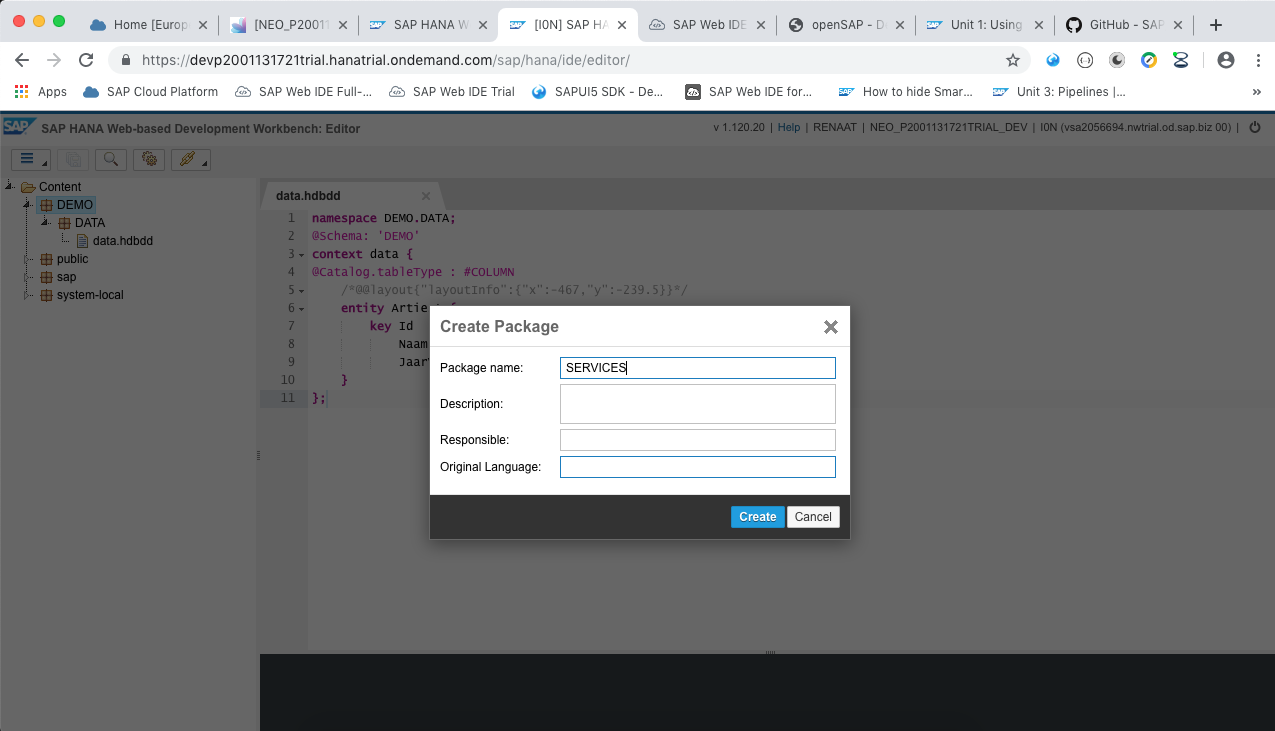 Home [Europe
[NEO_P20011
SAP HANA W
[I0N] SAP HA
SAP Web IDE
openSAP - De
Unit 1: Using
GitHub - SAP
https://devp2001131721trial.hanatrial.ondemand.com/sap/hana/ide/editor/
Apps
SAP Cloud Platform
SAP Web IDE Full-...
SAP Web IDE Trial
SAPUI5 SDK - De...
SAP Web IDE for...
How to hide Smar...
Unit 3: Pipelines |...
»
SAP
SAP HANA Web-based Development Workbench: Editor
v 1.120.20 | Help | RENAAT | NEO_P2001131721TRIAL_DEV | I0N (vsa2056694.nwtrial.od.sap.biz 00) |
Content
DEMO
DATA
data.hdbdd
public
sap
system-local
data.hdbdd
1 namespace DEMO.DATA;
2 @Schema: 'DEMO'
3 context data {
4 @Catalog.tableType : #COLUMN
5 /*@@layout{"layoutInfo":{"x":-467,"y":-239.5}}*/
6 entity Artiest {
7 key Id
8 Naam
9 Jaar
10 }
11 };
Create Package
Package name: SERVICES
Description:
Responsible:
Original Language:
Create Cancel